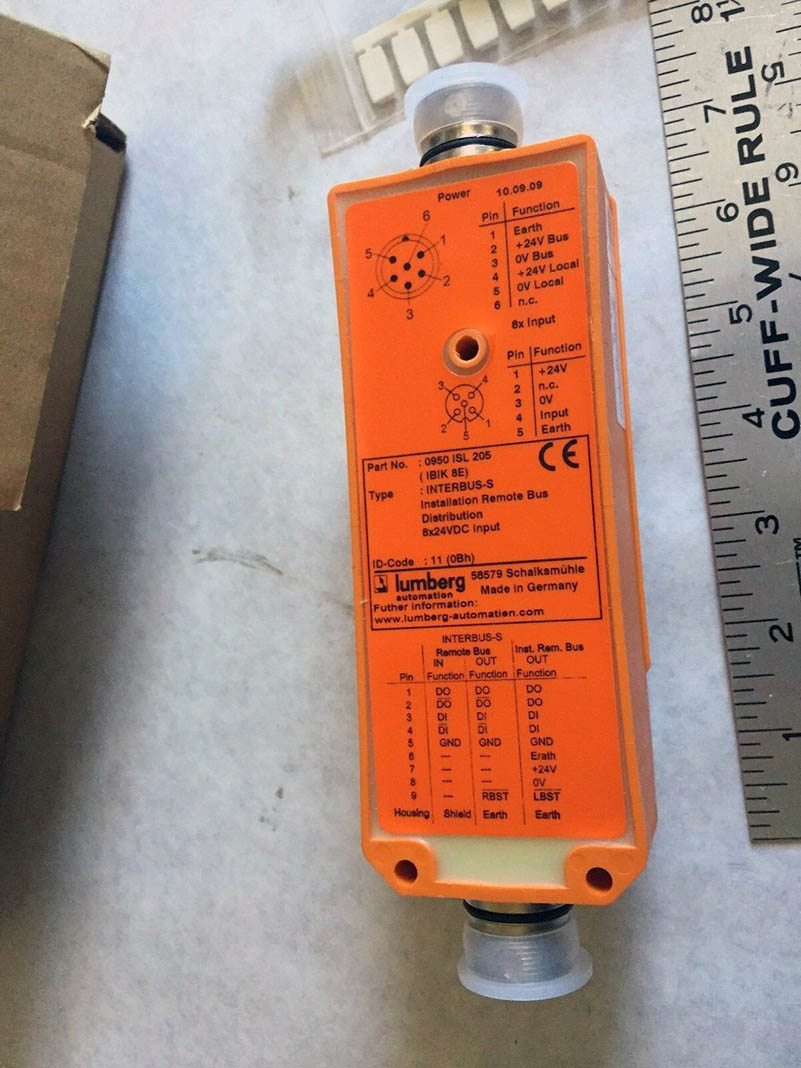 Power 10.09.09
6
5 1
4 2
3
Pin Function
1 Earth
2 +24V Bus
3 0V Bus
4 +24V Local
5 0V Local
6 n.c.
8x Input
3 4
2 1
5
Pin Function
1 +24V
2 n.c.
3 0V
4 Input
5 Earth
Part No. : 0950 ISL 205
( IBIK 8E)
CE
Type : INTERBUS-S
Installation Remote Bus
Distribution
8x24VDC Input
ID-Code : 11 (0Bh)
lumberg
automation
58579 Schalksmühle
Made in Germany
Futher information:
www.lumberg-automation.com
INTERBUS-S
Remote Bus Inst. Rem. Bus
IN OUT OUT
Pin Function Function Function
1 DO DO DO
2 D̅O̅ D̅O̅ DO
3 DI DI DI
4 D̅I̅ D̅I̅ DI
5 GND GND GND
6 — — Erath
7 — — +24V
8 — — 0V
9 — R̅B̅S̅T̅ L̅B̅S̅T̅
Housing Shield Earth Earth
CUFF-WIDE RULE
TM
8
7
6
5
4
3
2
1
5
9